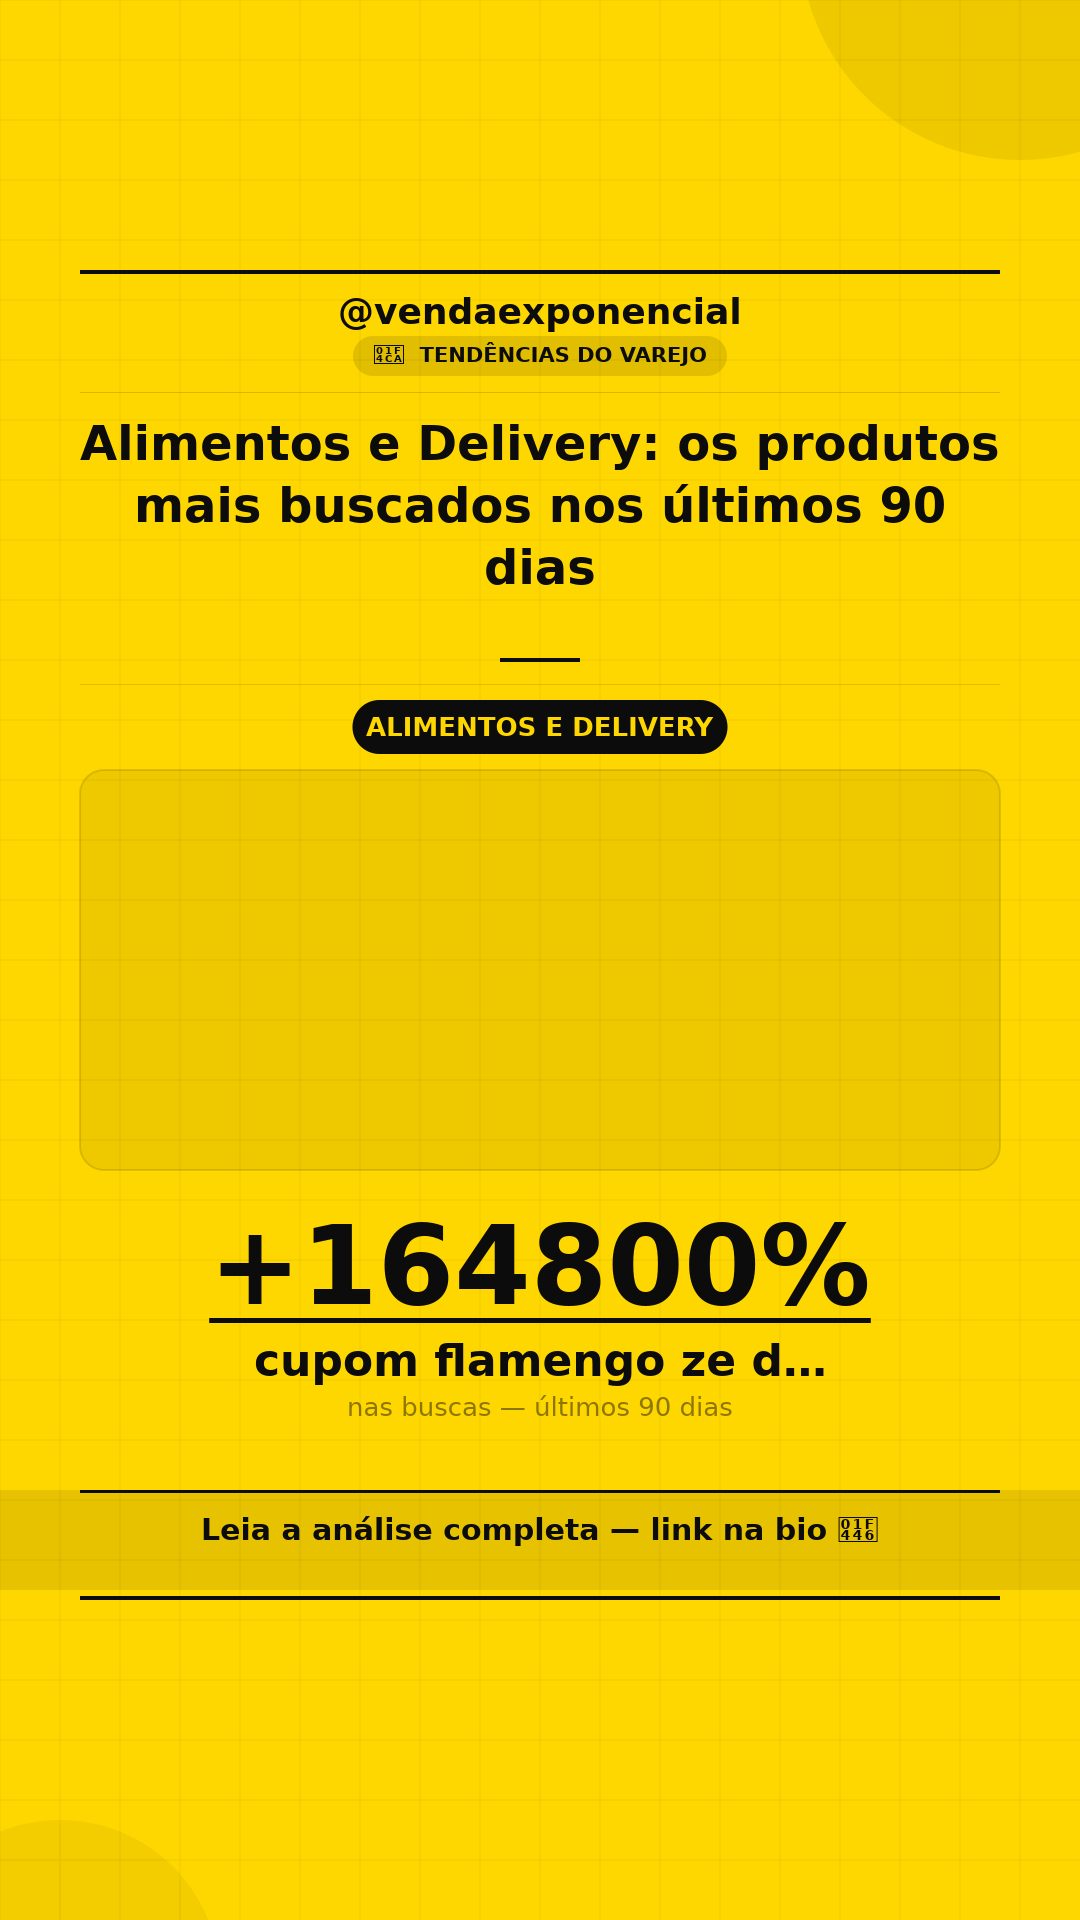 @vendaexponencial
TENDÊNCIAS DO VAREJO
Alimentos e Delivery: os produtos
mais buscados nos últimos 90
dias
ALIMENTOS E DELIVERY
+164800%
cupom flamengo ze d...
nas buscas — últimos 90 dias
Leia a análise completa — link na bio